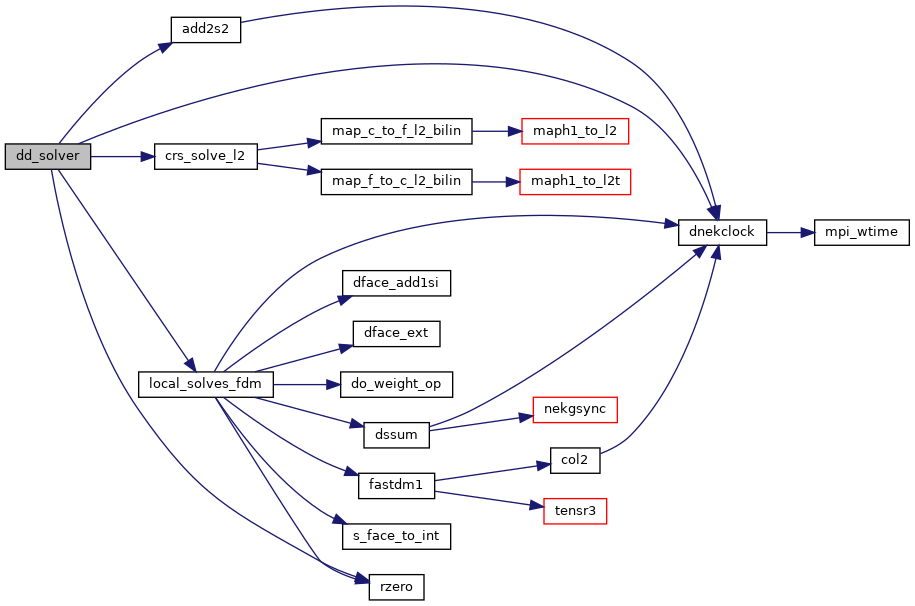 add2s2
map_c_to_f_l2_bilin
maph1_to_l2
dd_solver
crs_solve_l2
map_f_to_c_l2_bilin
maph1_to_l2t
dnekclock
mpi_wtime
dface_add1si
dface_ext
local_solves_fdm
do_weight_op
nekgsync
dssum
col2
fastdm1
tensr3
s_face_to_int
rzero